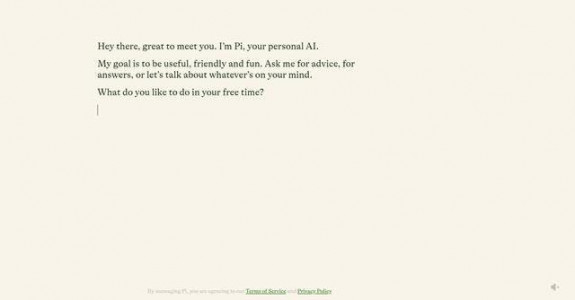 Hey there, great to meet you. I'm Pi, your personal AI.
My goal is to be useful, friendly and fun. Ask me for advice, for
answers, or let's talk about whatever's on your mind.
What do you like to do in your free time?
By messaging Pi, you are agreeing to our Terms of Service and Privacy Policy.